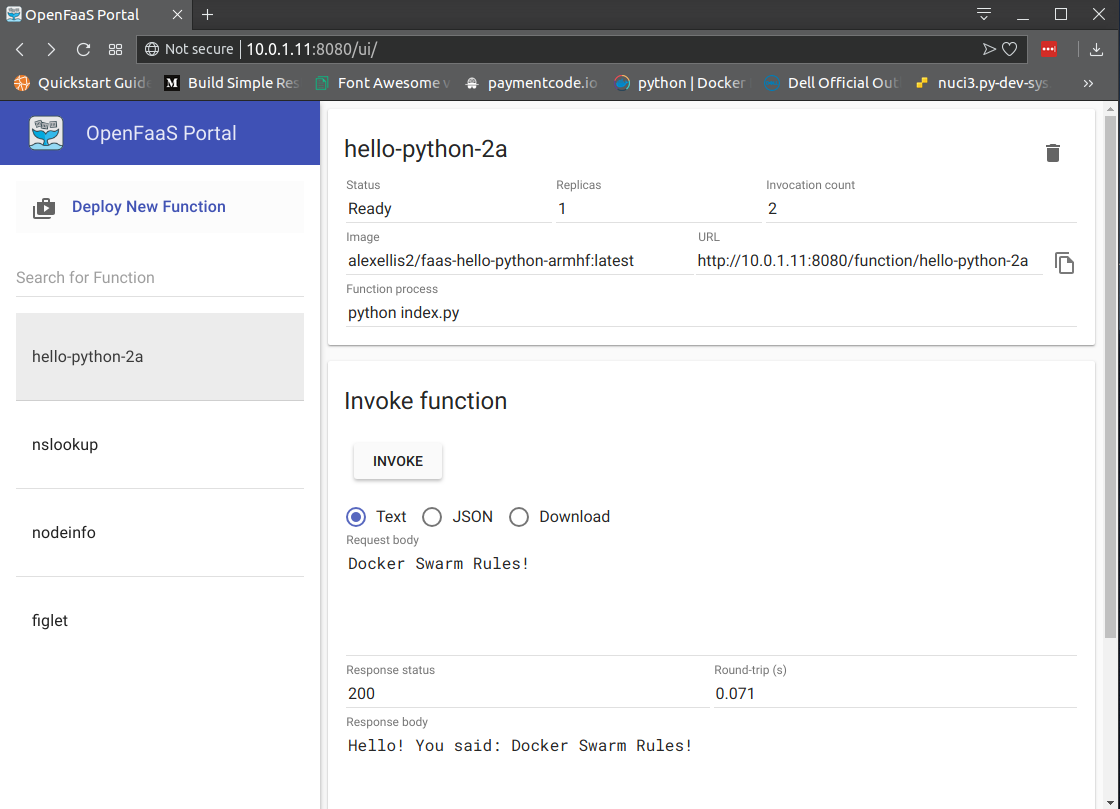 OpenFaaS Portal
Not secure 10.0.1.11:8080/ui/
Quickstart Guide Build Simple Res Font Awesome v paymentcode.io python | Docker Dell Official Out nuci3.py-dev-sys »
OpenFaaS Portal
Deploy New Function
Search for Function
hello-python-2a
nslookup
nodeinfo
figlet
hello-python-2a
Status Replicas Invocation count
Ready 1 2
Image URL
alexellis2/faas-hello-python-armhf:latest http://10.0.1.11:8080/function/hello-python-2a
Function process
python index.py
Invoke function
INVOKE
Text JSON Download
Request body
Docker Swarm Rules!
Response status Round-trip (s)
200 0.071
Response body
Hello! You said: Docker Swarm Rules!